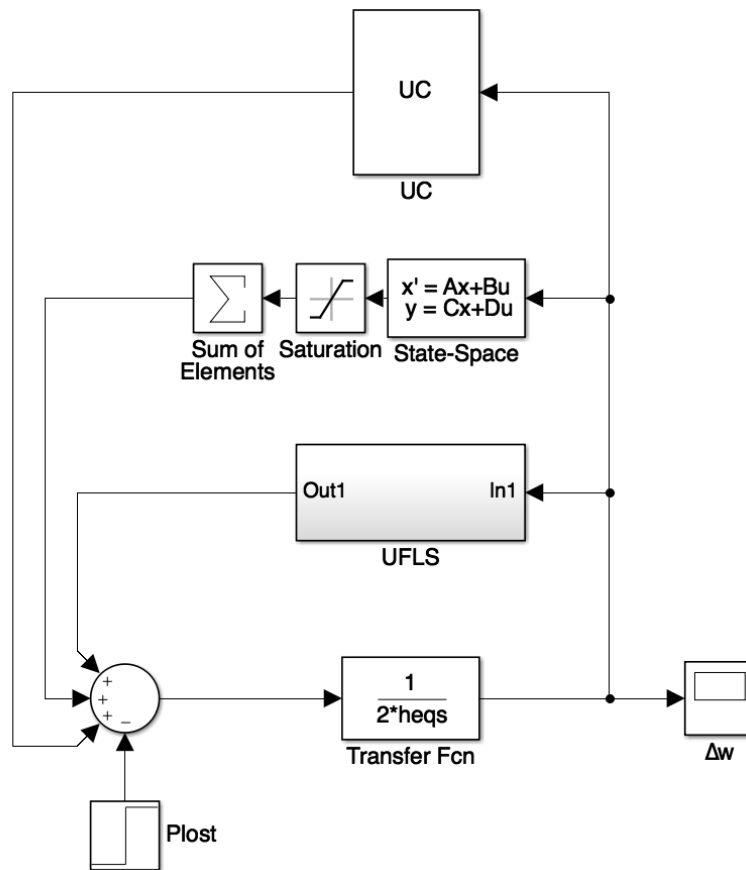 UC
UC
x' = Ax+Bu
y = Cx+Du
Sum of
Elements
Saturation
State-Space
Out1
In1
UFLS
+
+
+
−
1
2*heqs
Transfer Fcn
Δw
Plost